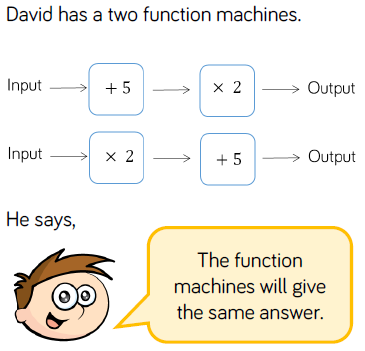 David has a two function machines.
Input + 5 × 2 Output
Input × 2 + 5 Output
He says,
The function
machines will give
the same answer.